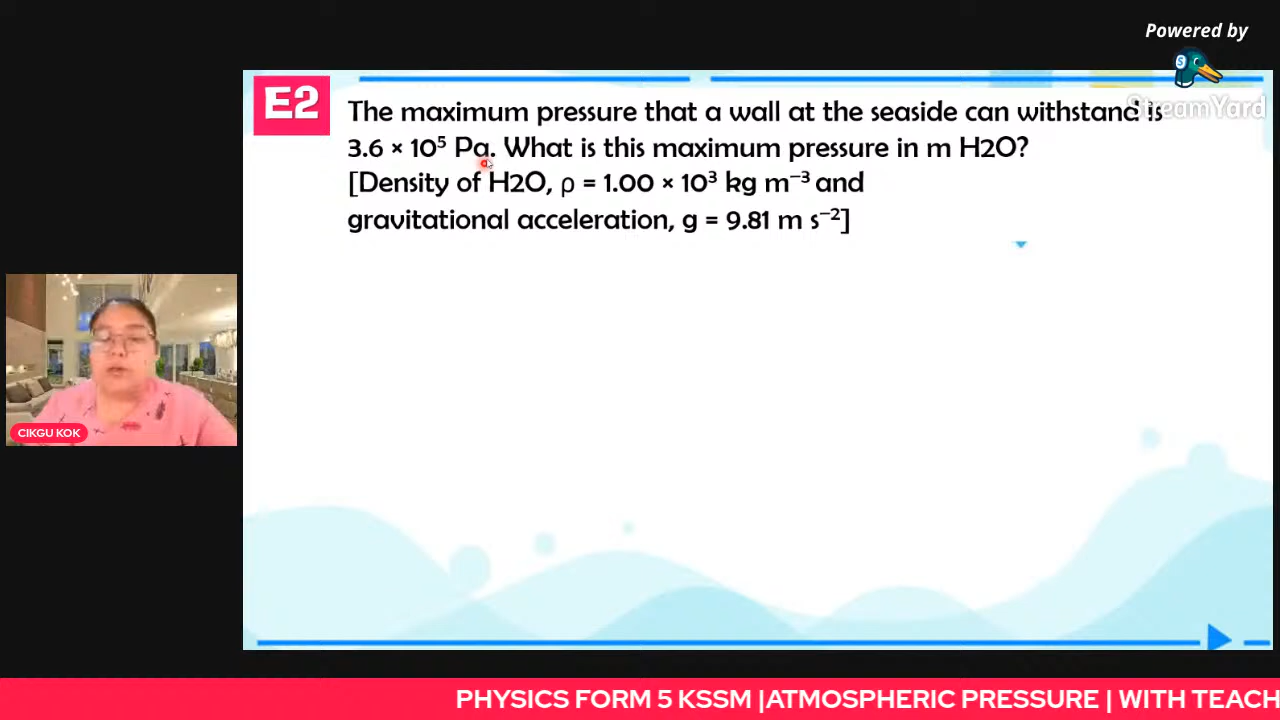 Powered by
StreamYard
E2
The maximum pressure that a wall at the seaside can withstand is
3.6 × 10⁵ Pa. What is this maximum pressure in m H2O?
[Density of H2O, ρ = 1.00 × 10³ kg m⁻³ and
gravitational acceleration, g = 9.81 m s⁻²]
CIKGU KOK
PHYSICS FORM 5 KSSM |ATMOSPHERIC PRESSURE | WITH TEACH